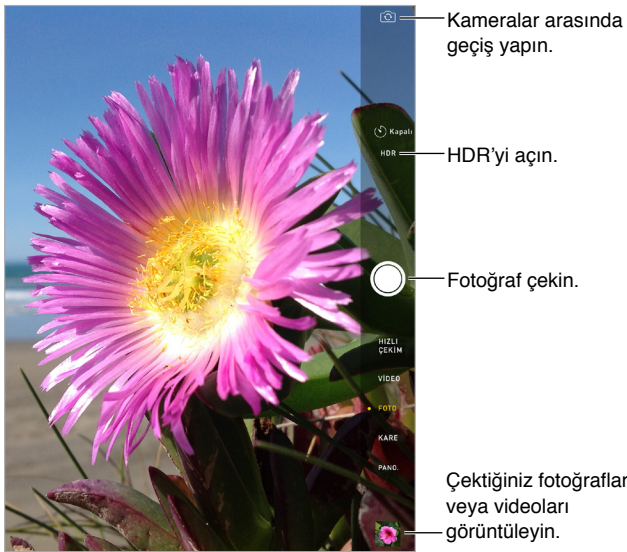 Kameralar arasında
geçiş yapın.
Kapalı
HDR
HDR'yi açın.
Fotoğraf çekin.
HIZLI
ÇEKİM
VİDEO
FOTO
KARE
PANO.
Çektiğiniz fotoğraflar
veya videoları
görüntüleyin.